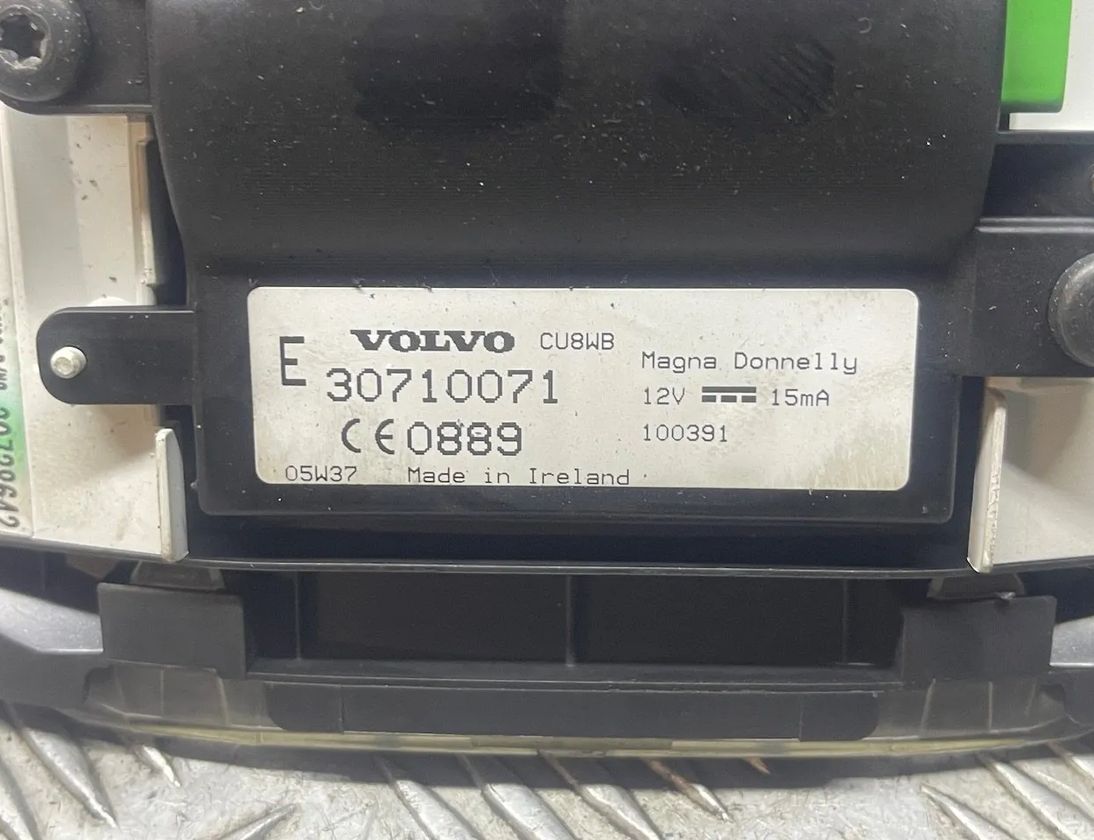 E VOLVO CU8WB
30710071
CE0889
05W37 Made in Ireland
Magna Donnelly
12V ⎓ 15mA
100391